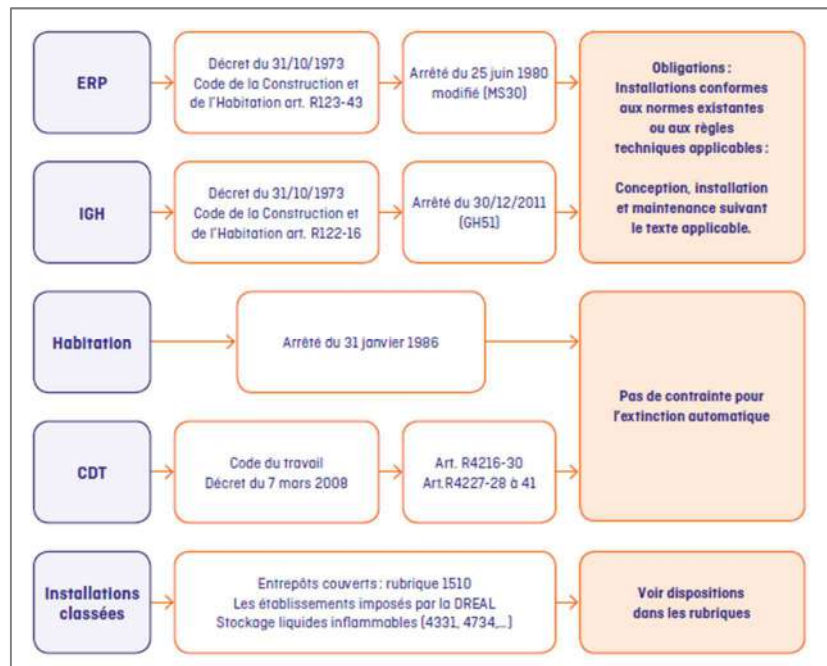 ERP
Décret du 31/10/1973
Code de la Construction et
de l'Habitation art. R123-43
Arrêté du 25 juin 1980
modifié (MS30)
Obligations :
Installations conformes
aux normes existantes
ou aux règles
techniques applicables :
Conception, installation
et maintenance suivant
le texte applicable.
IGH
Décret du 31/10/1973
Code de la Construction et
de l'Habitation art. R122-16
Arrêté du 30/12/2011
(GH51)
Habitation
Arrêté du 31 janvier 1986
Pas de contrainte pour
l'extinction automatique
CDT
Code du travail
Décret du 7 mars 2008
Art. R4216-30
Art.R4227-28 à 41
Installations
classées
Entrepôts couverts : rubrique 1510
Les établissements imposés par la DREAL
Stockage liquides inflammables (4331, 4734,...)
Voir dispositions
dans les rubriques